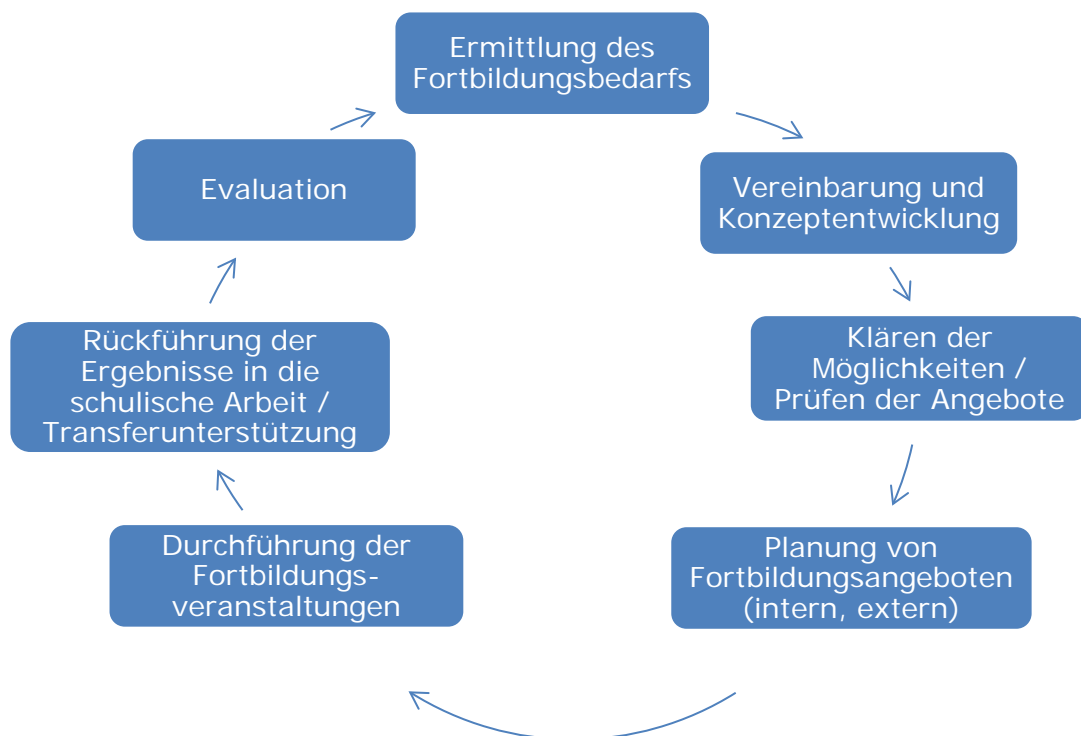 Ermittlung des
Fortbildungsbedarfs
Vereinbarung und
Konzeptentwicklung
Klären der
Möglichkeiten /
Prüfen der Angebote
Planung von
Fortbildungsangeboten
(intern, extern)
Durchführung der
Fortbildungs-
veranstaltungen
Rückführung der
Ergebnisse in die
schulische Arbeit /
Transferunterstützung
Evaluation